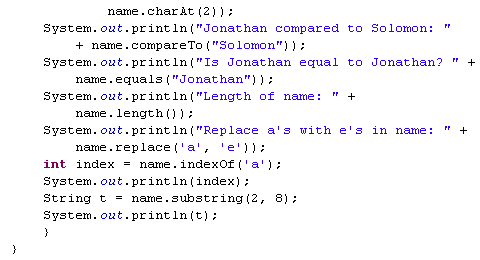 name.charAt(2));
System.out.println("Jonathan compared to Solomon: "
+ name.compareTo("Solomon"));
System.out.println("Is Jonathan equal to Jonathan? " +
name.equals("Jonathan"));
System.out.println("Length of name: " +
name.length());
System.out.println("Replace a's with e's in name: " +
name.replace('a', 'e'));
int index = name.indexOf('a');
System.out.println(index);
String t = name.substring(2, 8);
System.out.println(t);
}
}